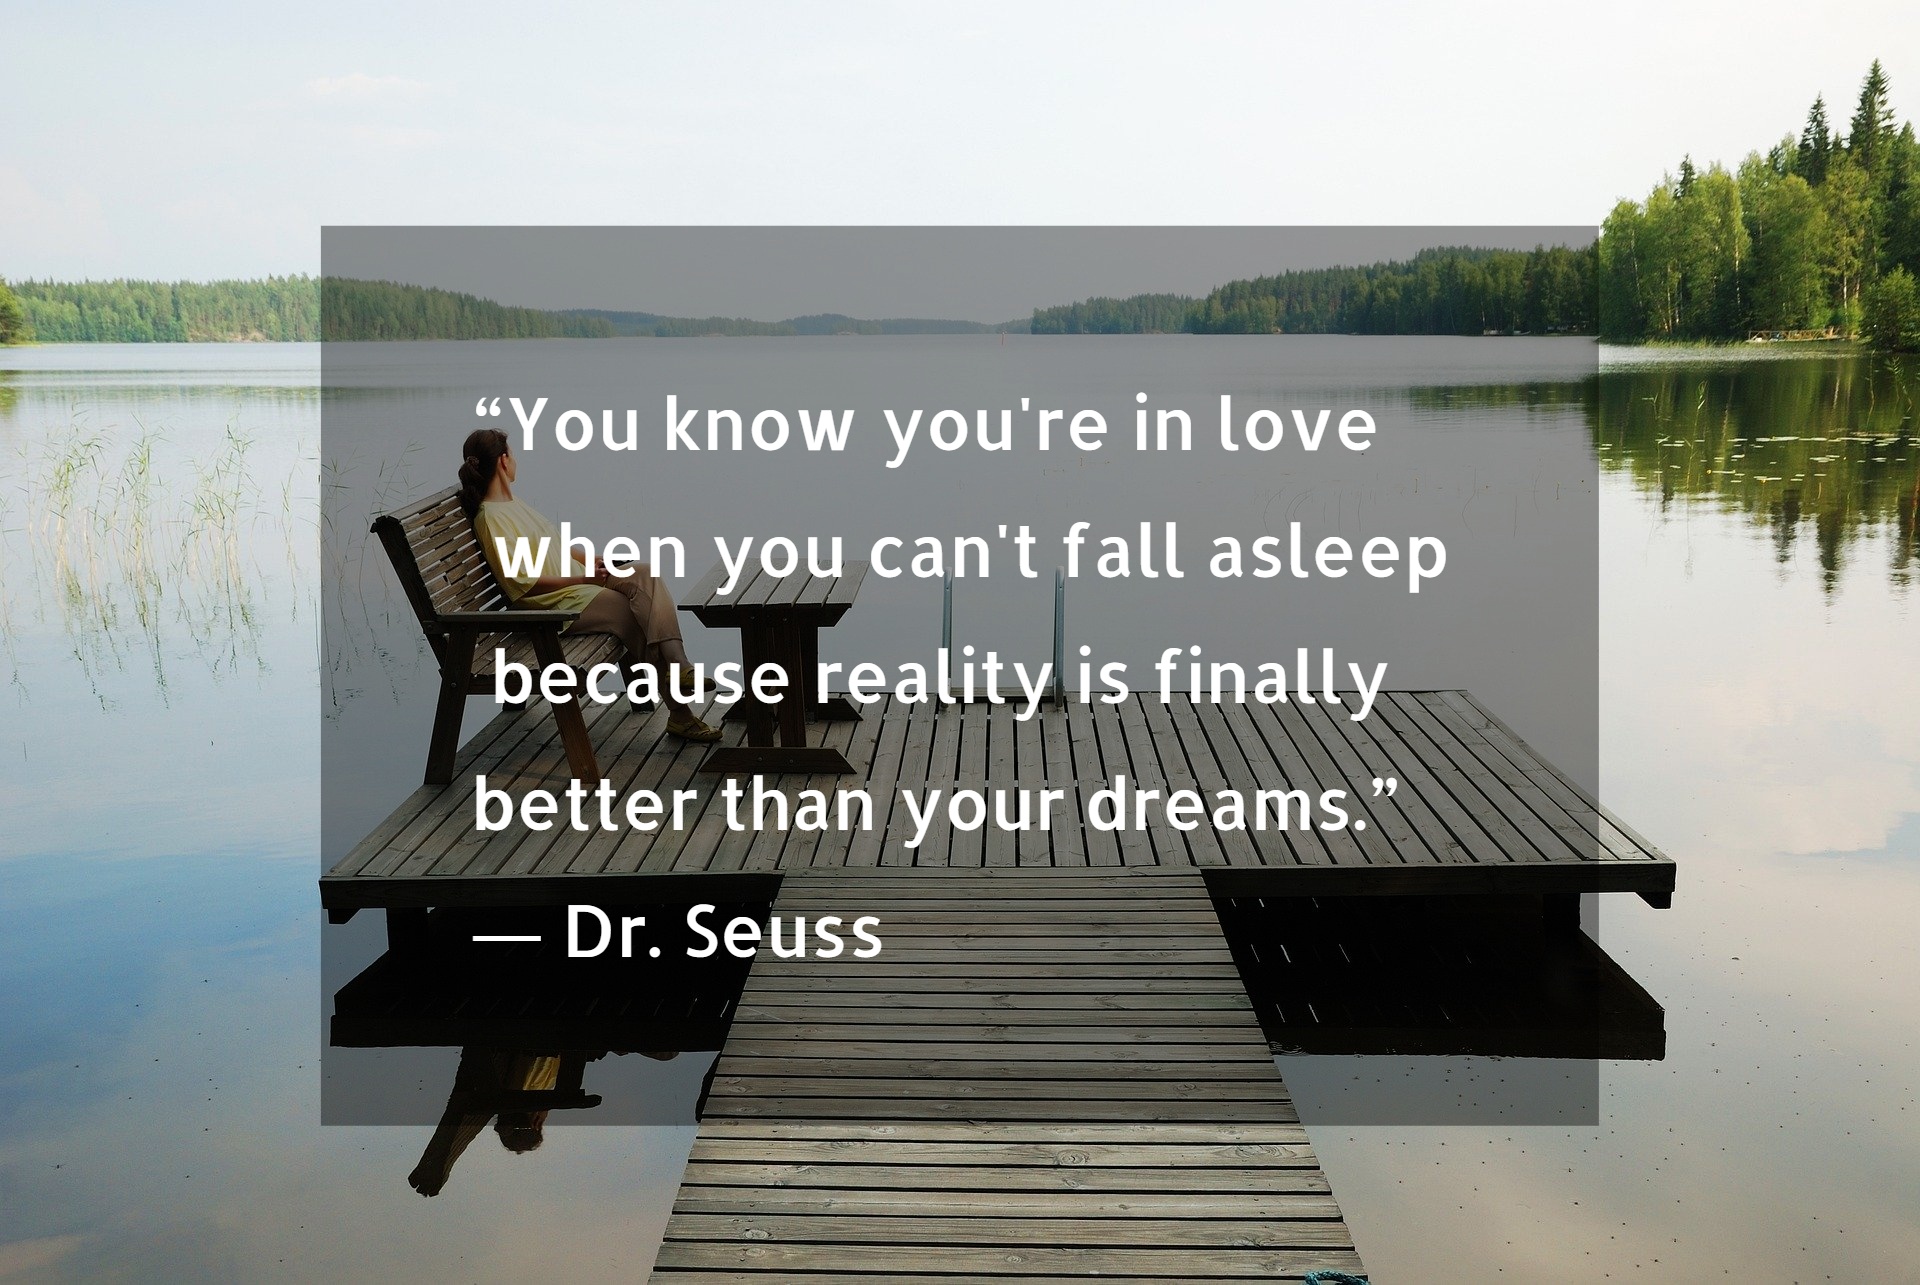 “You know you're in love
when you can't fall asleep
because reality is finally
better than your dreams.”
— Dr. Seuss